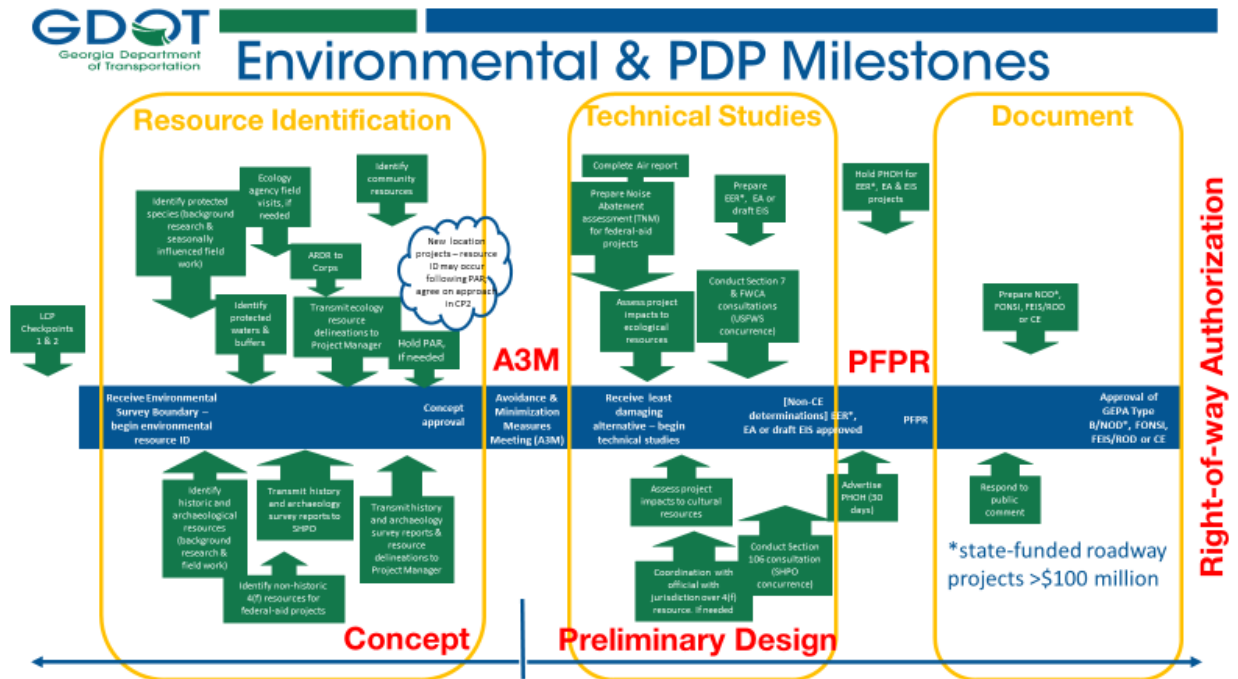 GDOT
Georgia Department
of Transportation
Environmental & PDP Milestones
Resource Identification
Technical Studies
Document
Identify protected
species (background
research &
seasonally
influenced field
work)
Ecology
agency field
visits, if
needed
Identify
community
resources
ARDR to
Corps
New location
projects – resource
ID may occur
following PAR;
agree on approach
in CP2
LCP
Checkpoints
1 & 2
Identify
protected
waters &
buffers
Transmit ecology
resource
delineations to
Project Manager
Hold PAR,
if needed
A3M
Complete Air report
Prepare Noise
Abatement
assessment (TNM)
for federal-aid
projects
Prepare
EER*, EA or
draft EIS
Assess project
impacts to
ecological
resources
Conduct Section 7
& FWCA
consultations
(USFWS
concurrence)
Hold PHOH for
EER*, EA & EIS
projects
PFPR
Prepare NOD*,
FONSI, FEIS/ROD
or CE
Right-of-way Authorization
Receive Environmental
Survey Boundary –
begin environmental
resource ID
Concept
approval
Avoidance &
Minimization
Measures
Meeting (A3M)
Receive least
damaging
alternative – begin
technical studies
[Non-CE
determinations] EER*,
EA or draft EIS approved
PFPR
Approval of
GEPA Type
B/NOD*, FONSI,
FEIS/ROD or CE
Identify
historic and
archaeological
resources
(background
research &
field work)
Transmit history
and archaeology
survey reports to
SHPO
Identify non-historic
4(f) resources for
federal-aid projects
Transmit history
and archaeology
survey reports &
resource
delineations to
Project Manager
Assess project
impacts to cultural
resources
Coordination with
official with
jurisdiction over 4(f)
resource. If needed
Conduct Section
106 consultation
(SHPO
concurrence)
Advertise
PHOH (30
days)
Respond to
public
comment
*state-funded roadway
projects >$100 million
Concept
Preliminary Design